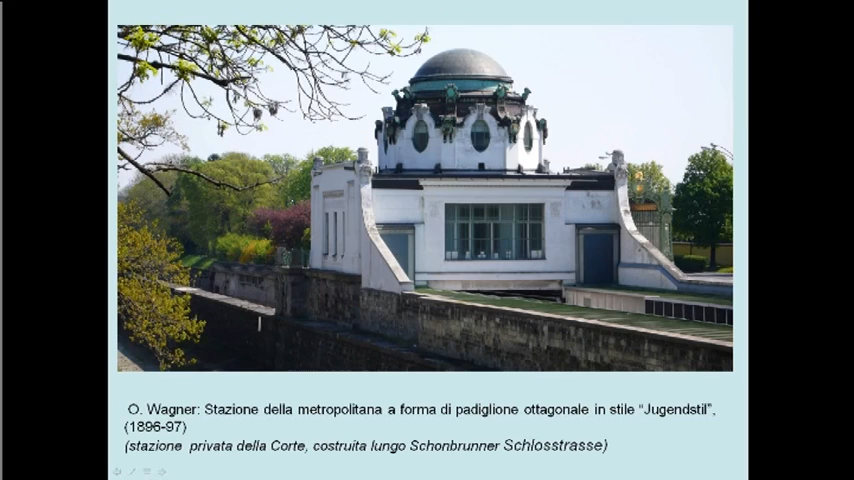 O. Wagner: Stazione della metropolitana a forma di padiglione ottagonale in stile “Jugendstil”,
(1896-97)
(stazione privata della Corte, costruita lungo Schonbrunner Schlosstrasse)